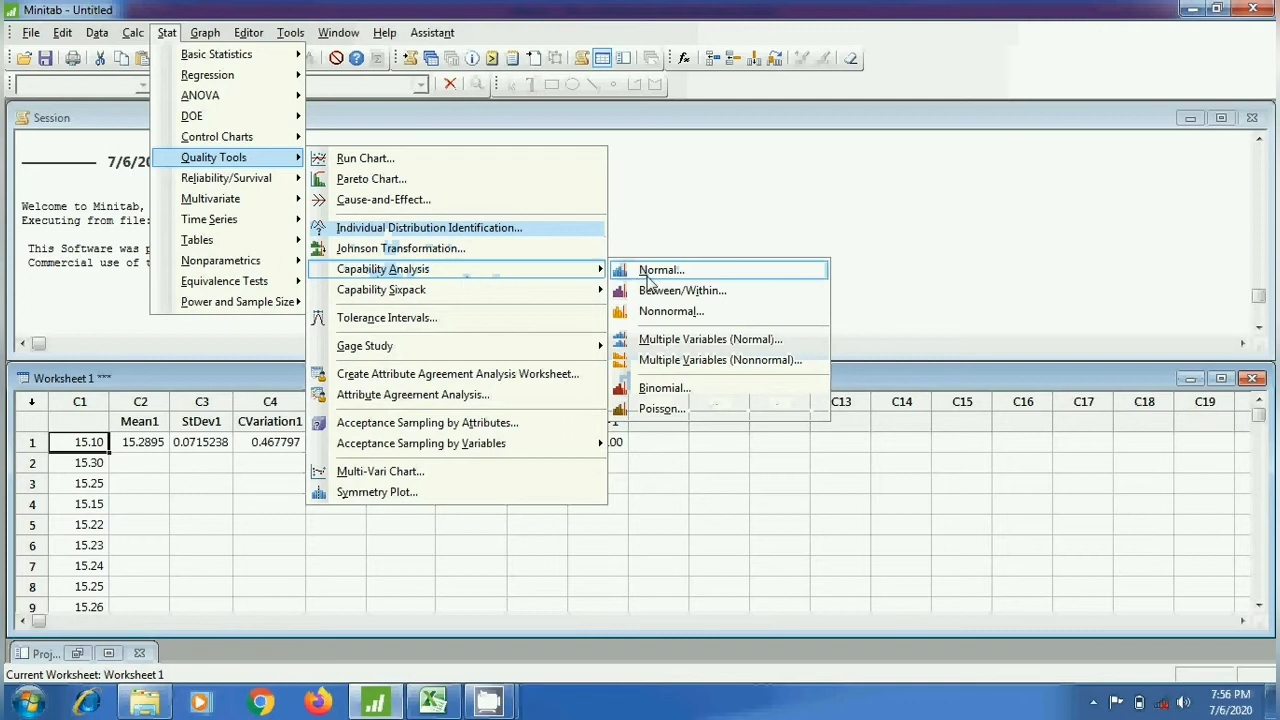 Minitab - Untitled
File Edit Data Calc Stat Graph Editor Tools Window Help Assistant
Session
7/6/20
Welcome to Minitab,
Executing from file:
This Software was p
Commercial use of t
Basic Statistics
Regression
ANOVA
DOE
Control Charts
Quality Tools
Reliability/Survival
Multivariate
Time Series
Tables
Nonparametrics
Equivalence Tests
Power and Sample Size
Run Chart...
Pareto Chart...
Cause-and-Effect...
Individual Distribution Identification...
Johnson Transformation...
Capability Analysis
Capability Sixpack
Tolerance Intervals...
Gage Study
Create Attribute Agreement Analysis Worksheet...
Attribute Agreement Analysis...
Acceptance Sampling by Attributes...
Acceptance Sampling by Variables
Multi-Vari Chart...
Symmetry Plot...
Normal...
Between/Within...
Nonnormal...
Multiple Variables (Normal)...
Multiple Variables (Nonnormal)...
Binomial...
Poisson...
Worksheet 1 ***
C1 C2 C3 C4 C13 C14 C15 C16 C17 C18 C19
Mean1 StDev1 CVariation1
1 15.10 15.2895 0.0715238 0.467797 .00
2 15.30
3 15.25
4 15.15
5 15.22
6 15.23
7 15.24
8 15.25
9 15.26
Proj...
Current Worksheet: Worksheet 1
7:56 PM
7/6/2020